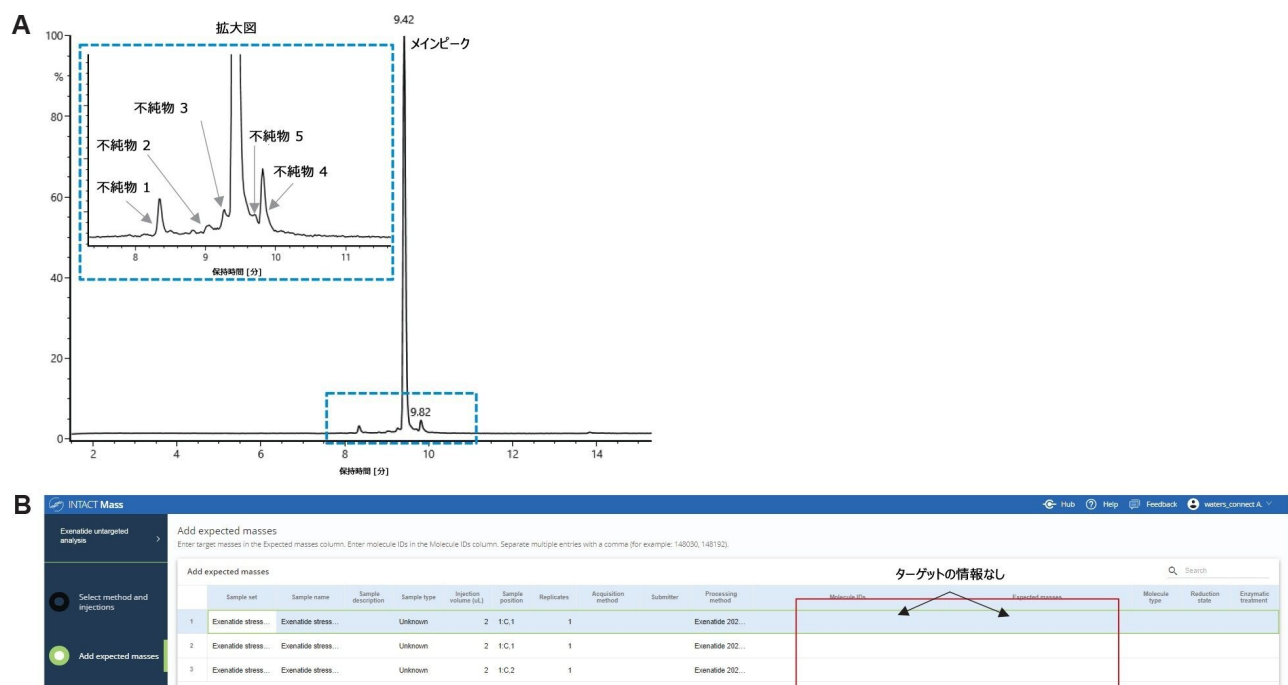 A
拡大図
9.42
メインピーク
100
%
80
60
40
20
0
不純物 3
不純物 5
不純物 2
不純物 4
不純物 1
8 9 10 11
保持時間 [分]
9.82
2 4 6 8 10 12 14
保持時間 [分]
B
INTACT Mass
Hub Help Feedback waters_connect A.
Exenatide untargeted
analysis
Select method and
injections
Add expected masses
Add expected masses
Enter target masses in the Expected masses column. Enter molecule IDs in the Molecule IDs column. Separate multiple entries with a comma (for example: 148030, 148192).
Add expected masses
Search
ターゲットの情報なし
Sample set Sample name Sample description Sample type Injection volume (uL) Sample position Replicates Acquisition method Submitter Processing method Molecule IDs Expected masses Molecule type Reduction state Enzymatic treatment
1 Exenatide stress... Exenatide stress... Unknown 2 1:C,1 1 Exenatide 202...
2 Exenatide stress... Exenatide stress... Unknown 2 1:C,1 1 Exenatide 202...
3 Exenatide stress... Exenatide stress... Unknown 2 1:C,2 1 Exenatide 202...